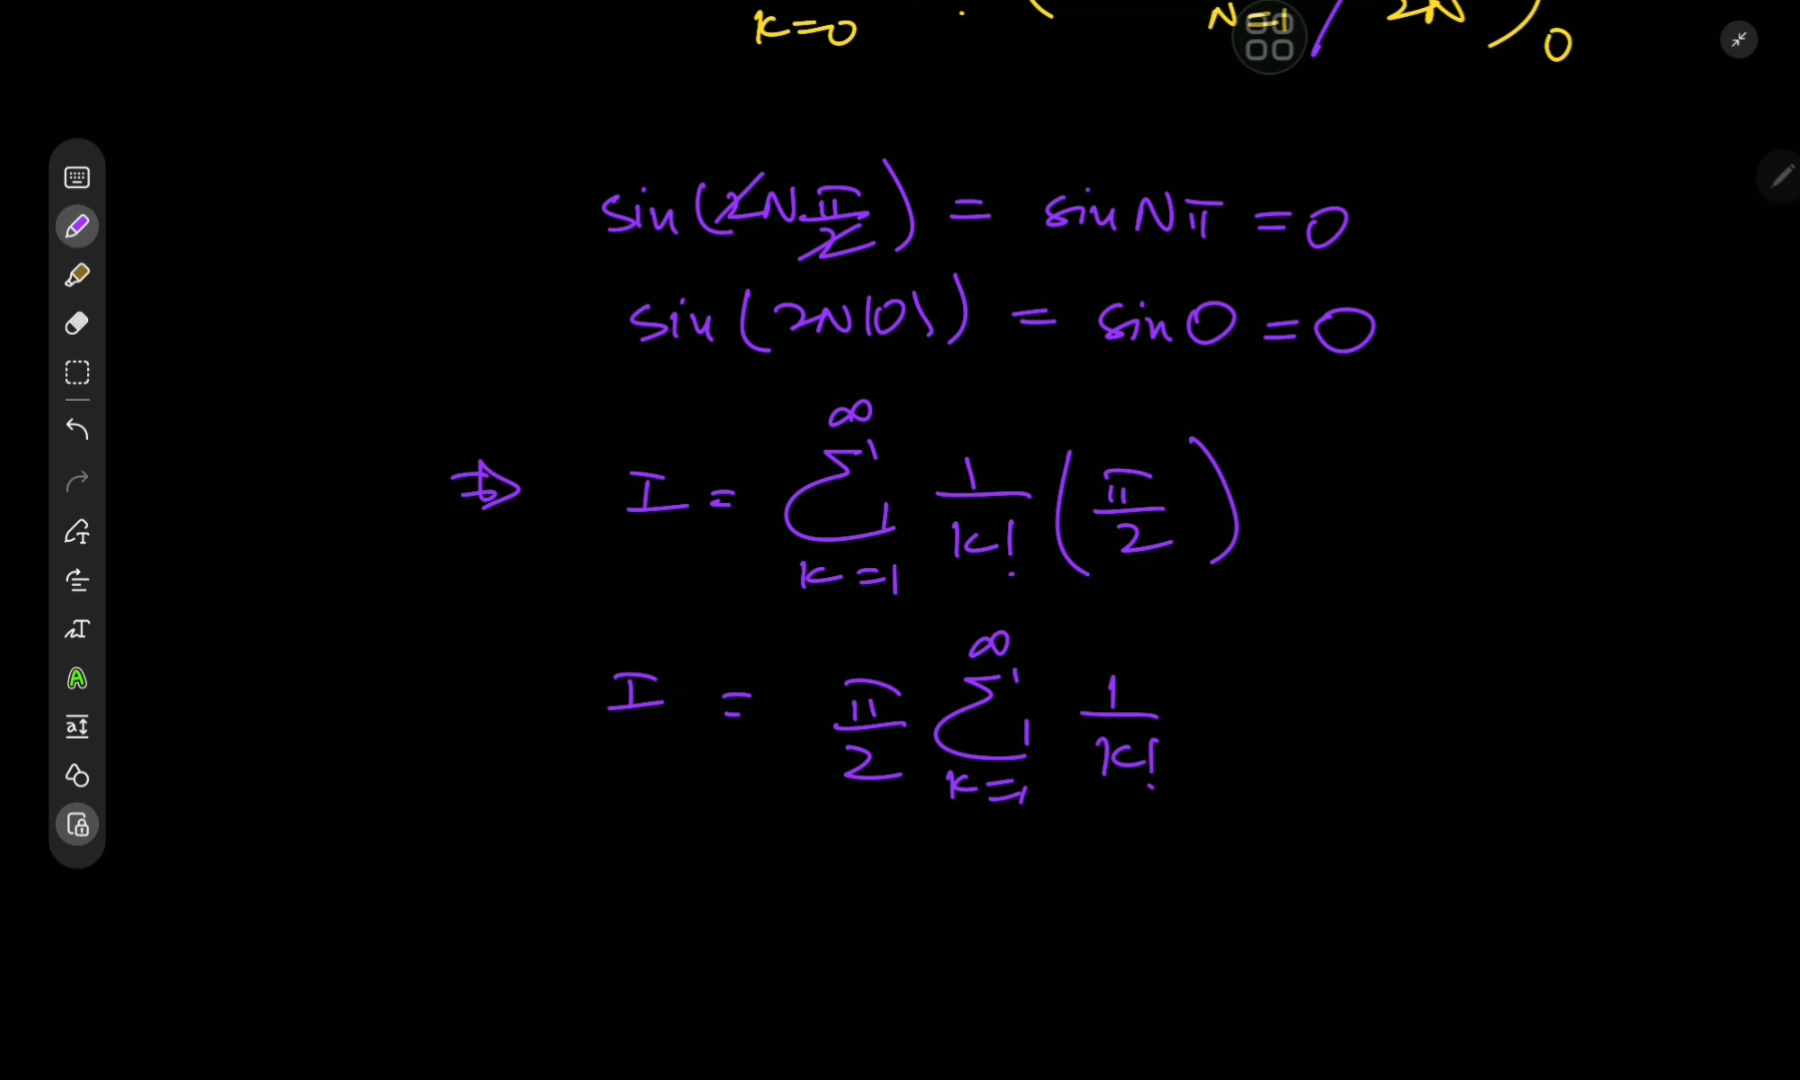 K=0 N=1 2N ) 0
sin(2N π/2) = sin Nπ = 0
sin(2N(0)) = sin 0 = 0
⇒ I = ∑_{k=1}^{∞} 1/k! (π/2)
I = π/2 ∑_{k=1}^{∞} 1/k!